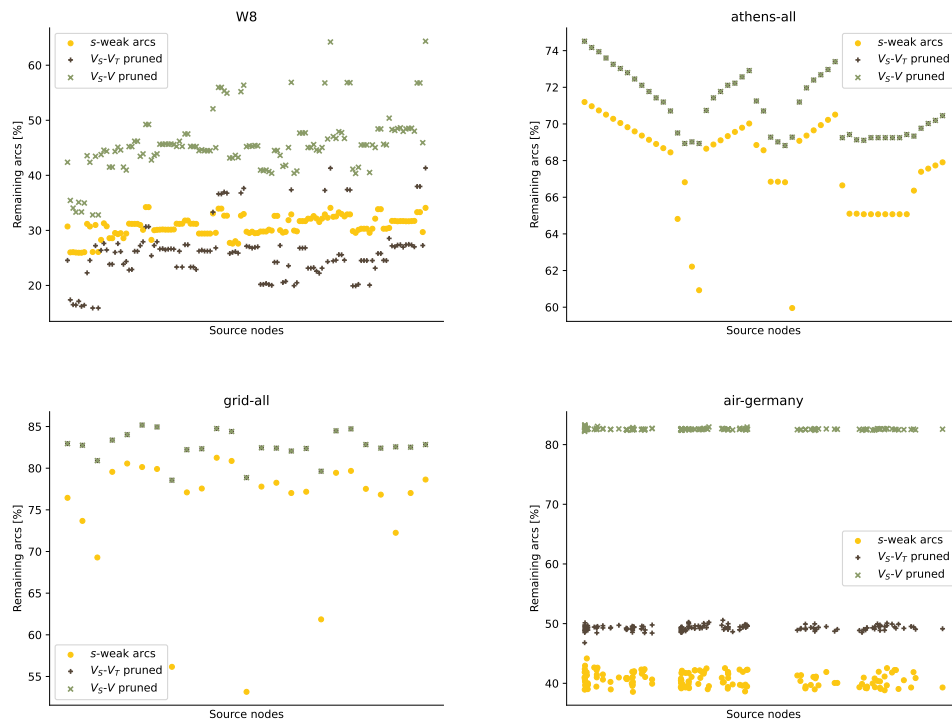 W8
Remaining arcs [%]
60
50
40
30
20
s-weak arcs
V_S-V_T pruned
V_S-V pruned
Source nodes
athens-all
Remaining arcs [%]
74
72
70
68
66
64
62
60
s-weak arcs
V_S-V_T pruned
V_S-V pruned
Source nodes
grid-all
Remaining arcs [%]
85
80
75
70
65
60
55
s-weak arcs
V_S-V_T pruned
V_S-V pruned
Source nodes
air-germany
Remaining arcs [%]
80
70
60
50
40
s-weak arcs
V_S-V_T pruned
V_S-V pruned
Source nodes